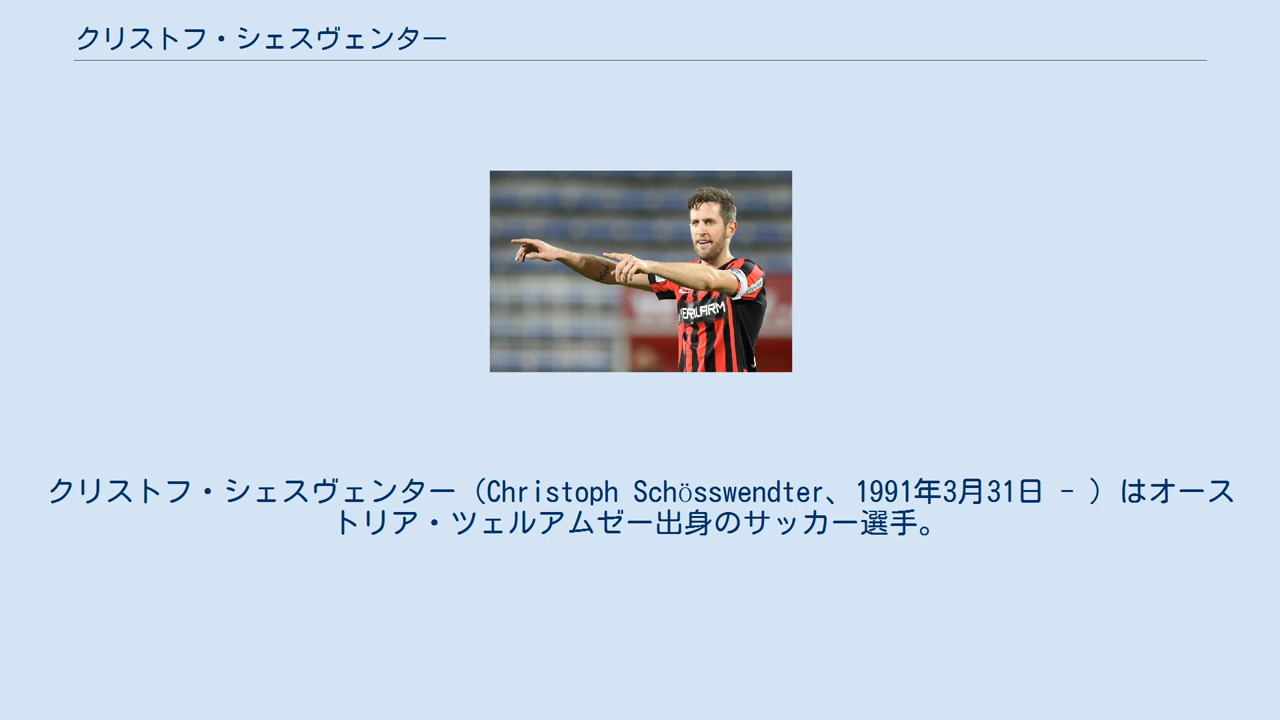 クリストフ・シェスヴェンター
クリストフ・シェスヴェンター（Christoph Schösswendter、1991年3月31日 - ）はオース
トリア・ツェルアムゼー出身のサッカー選手。